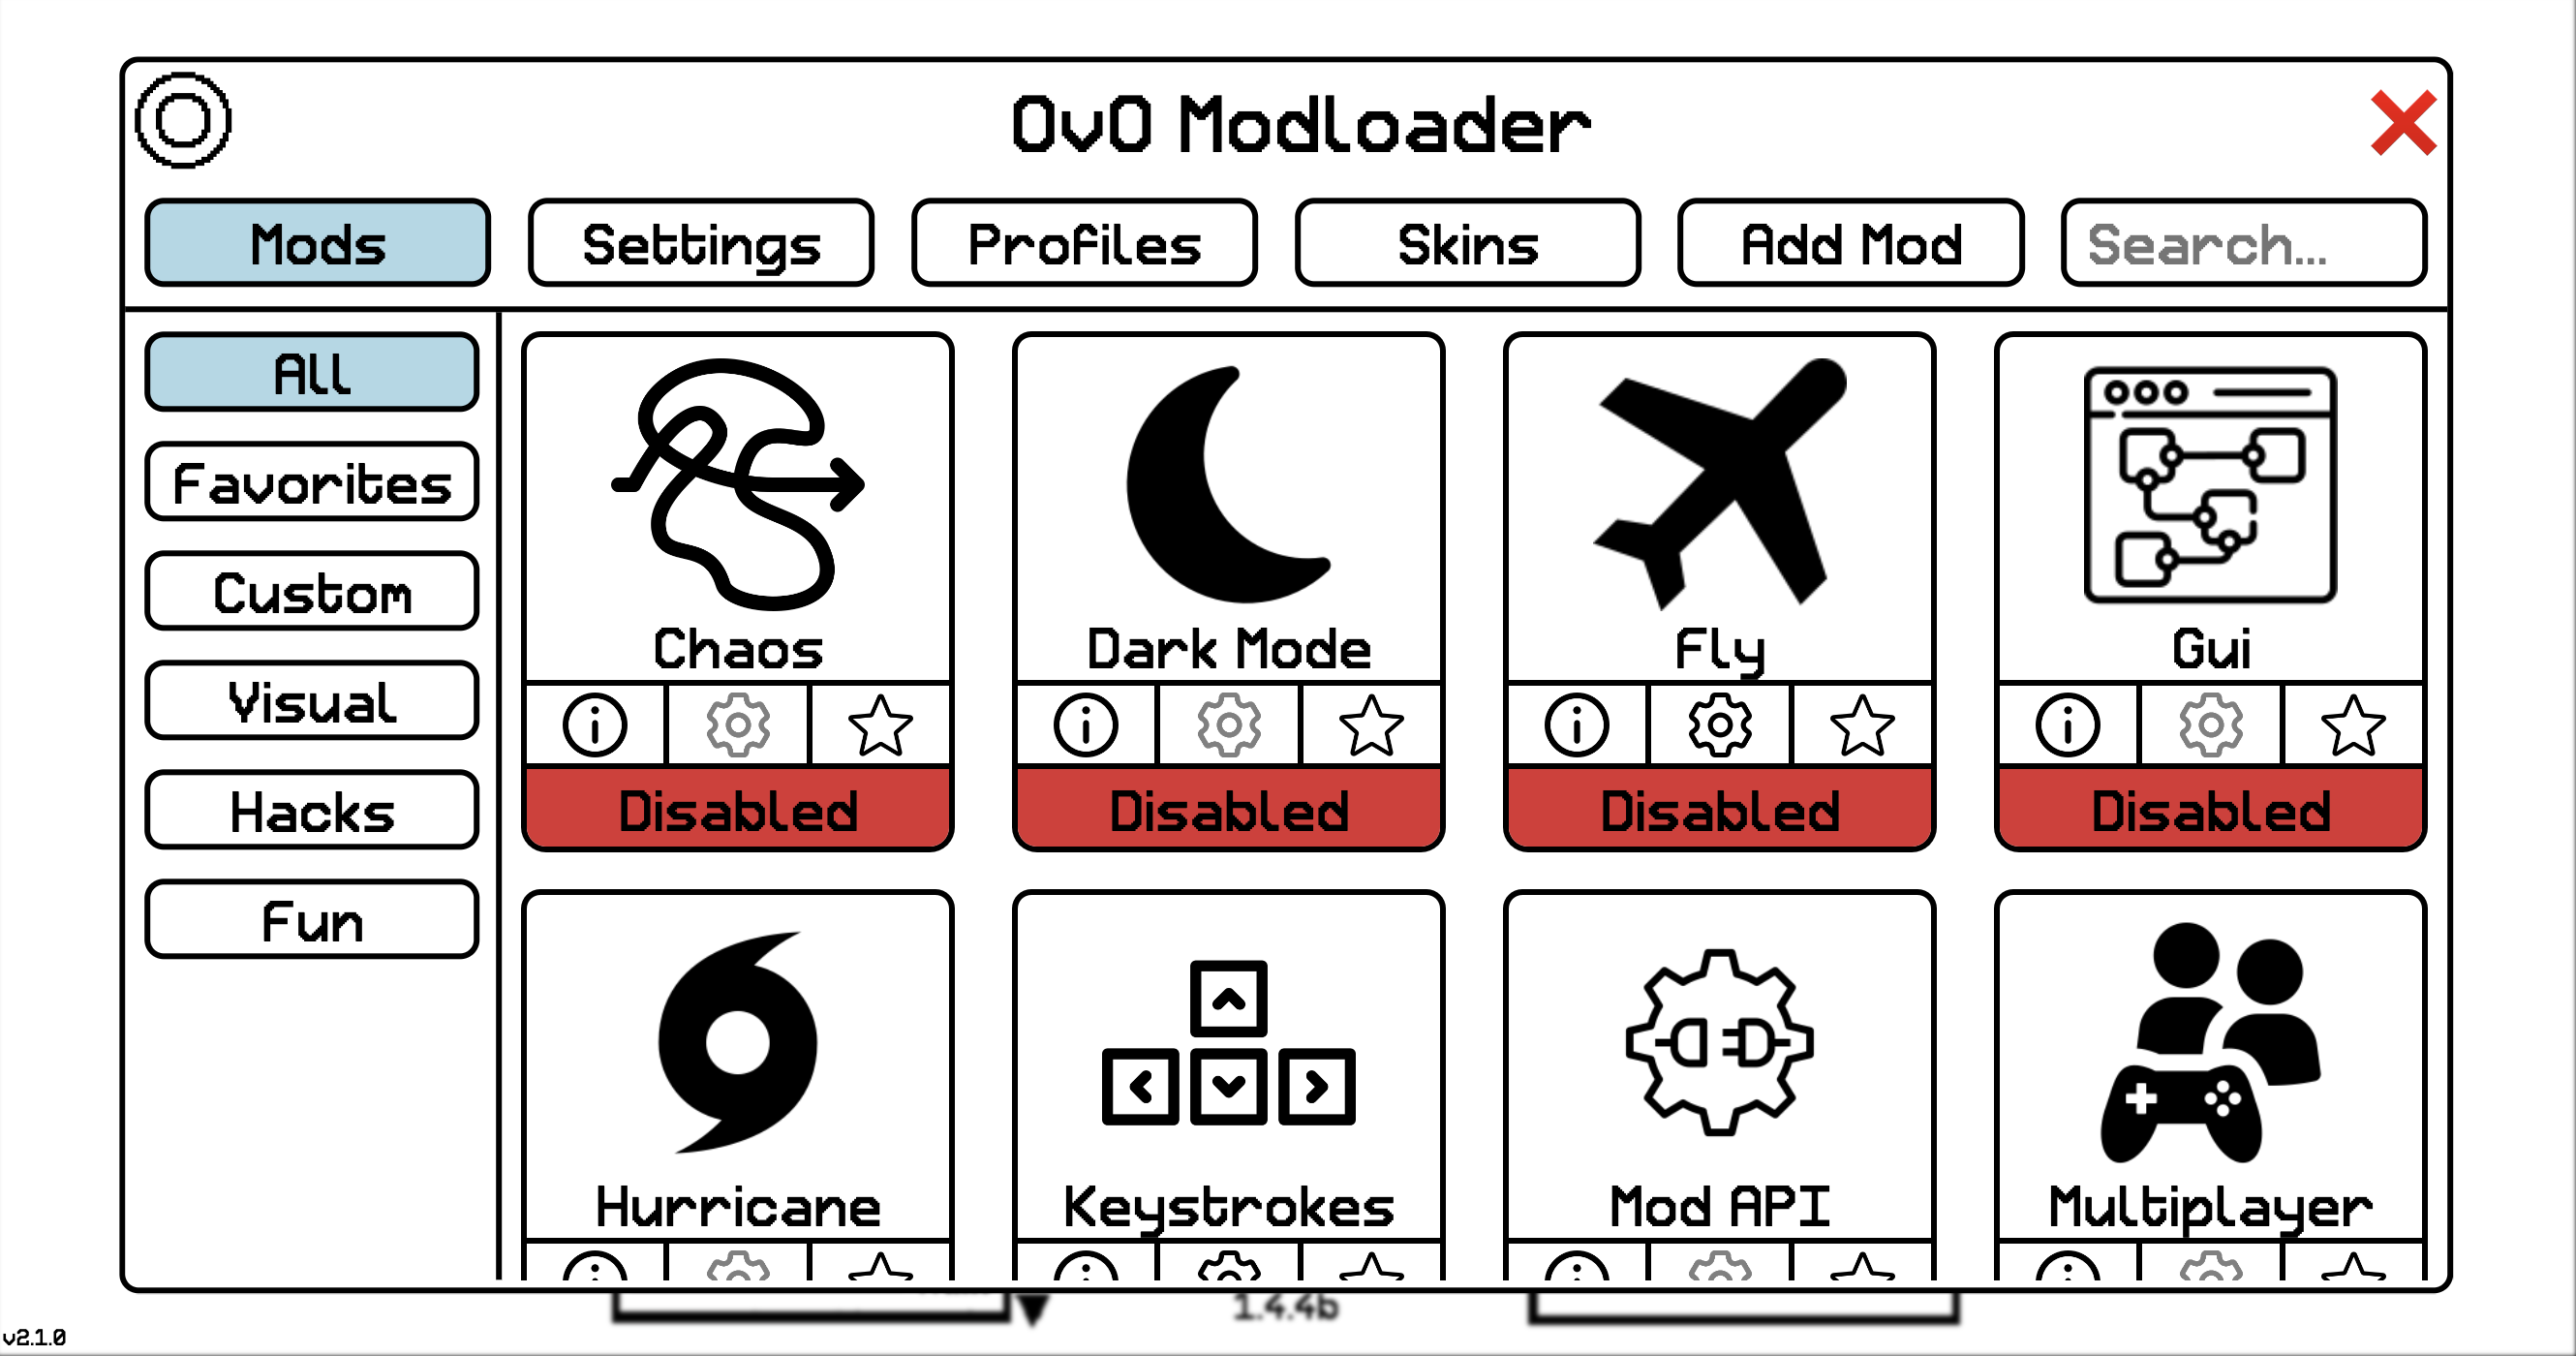 OvO Modloader
Mods
Settings
Profiles
Skins
Add Mod
Search...
All
Favorites
Custom
Visual
Hacks
Fun
Chaos
Dark Mode
Fly
Gui
Disabled
Disabled
Disabled
Disabled
Hurricane
Keystrokes
Mod API
Multiplayer
1.4.4b
v2.1.0